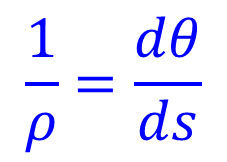 1/ρ = dθ/ds